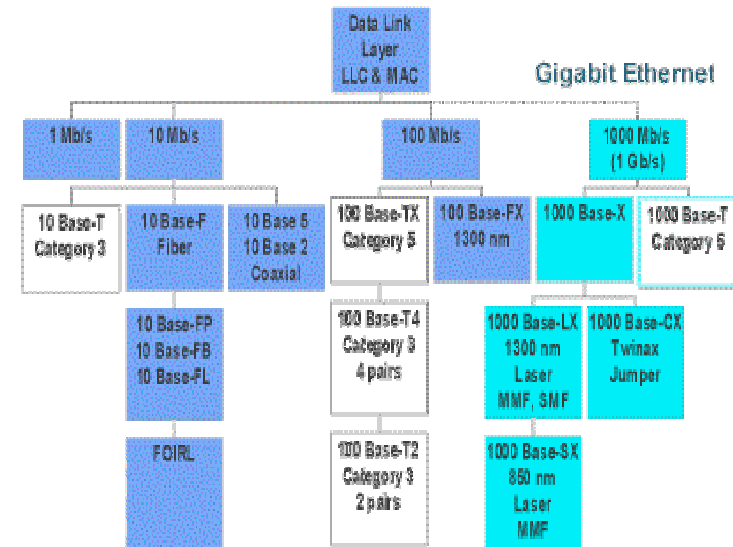 Data Link
Layer
LLC & MAC
Gigabit Ethernet
1 Mb/s
10 Mb/s
100 Mb/s
1000 Mb/s
(1 Gb/s)
10 Base-T
Category 3
10 Base-F
Fiber
10 Base 5
10 Base 2
Coaxial
100 Base-TX
Category 5
100 Base-FX
1300 nm
1000 Base-X
1000 Base-T
Category 5
10 Base-FP
10 Base-FB
10 Base-FL
100 Base-T4
Category 3
4 pairs
1000 Base-LX
1300 nm
Laser
MMF, SMF
1000 Base-CX
Twinax
Jumper
FOIRL
100 Base-T2
Category 3
2 pairs
1000 Base-SX
850 nm
Laser
MMF